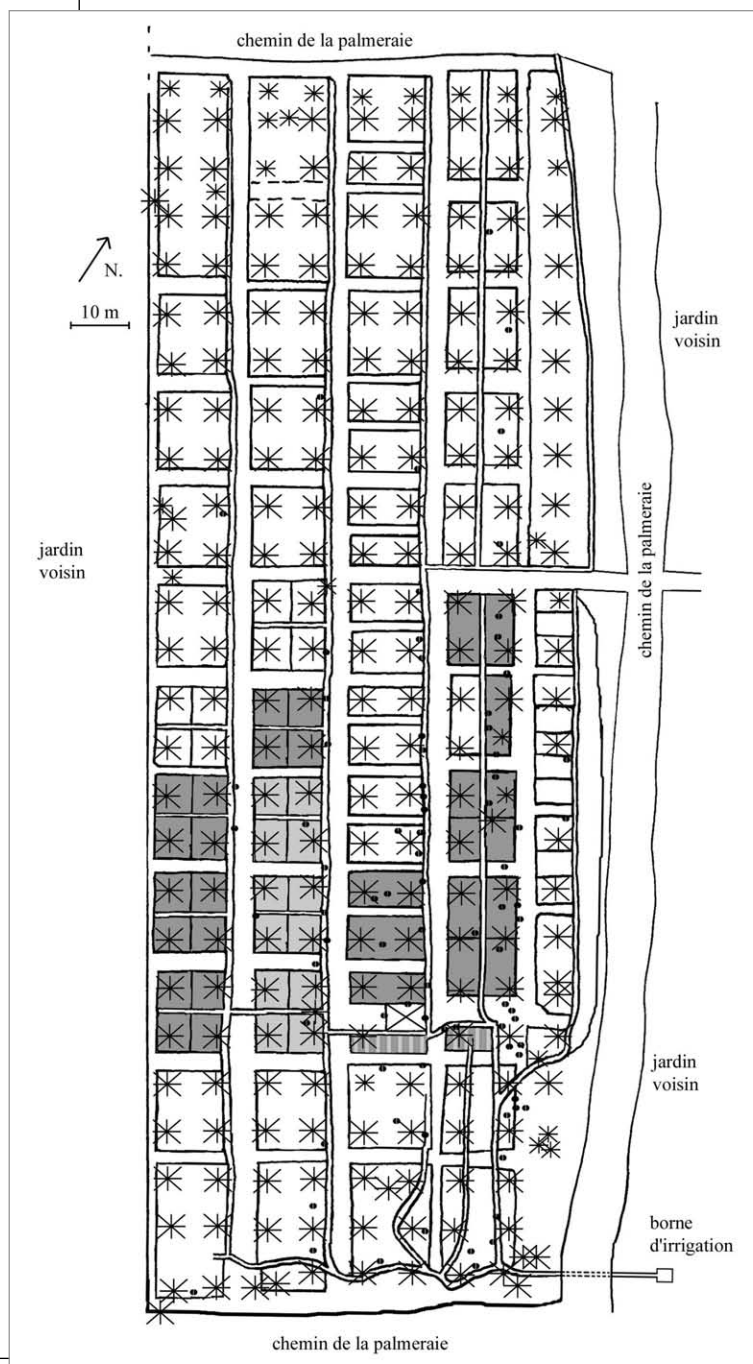 chemin de la palmeraie
N.
10 m
jardin
voisin
chemin de la palmeraie
jardin
voisin
jardin
voisin
borne
d'irrigation
chemin de la palmeraie